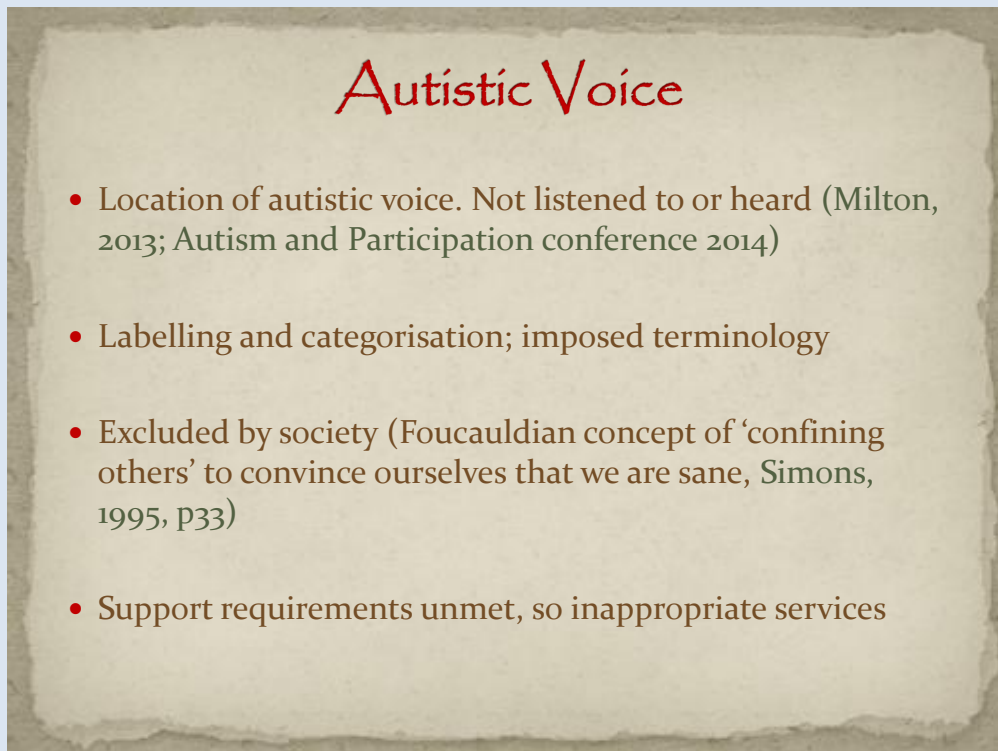 Autistic Voice
• Location of autistic voice. Not listened to or heard (Milton,
2013; Autism and Participation conference 2014)
• Labelling and categorisation; imposed terminology
• Excluded by society (Foucauldian concept of ‘confining
others’ to convince ourselves that we are sane, Simons,
1995, p33)
• Support requirements unmet, so inappropriate services